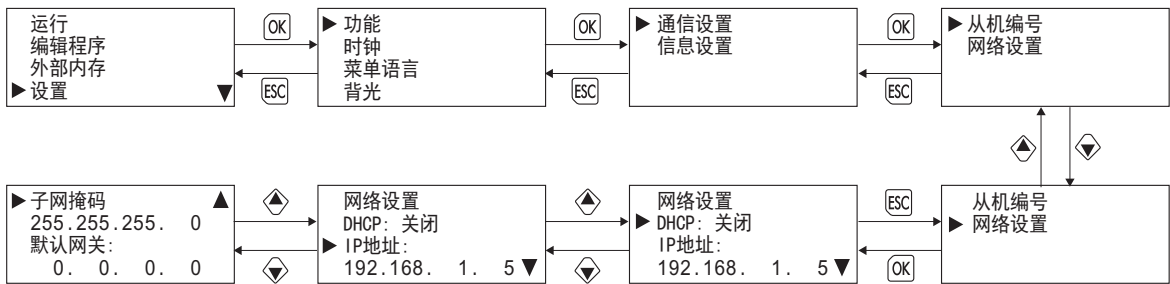 运行
编辑程序
外部内存
▶设置 ▼
OK
ESC
▶功能
时钟
菜单语言
背光
OK
ESC
▶通信设置
信息设置
OK
ESC
▶从机编号
网络设置
▶子网掩码 ▲
255.255.255. 0
默认网关:
0. 0. 0. 0
网络设置
DHCP: 关闭
▶IP地址:
192.168. 1. 5▼
网络设置
▶DHCP: 关闭
IP地址:
192.168. 1. 5▼
ESC
OK
从机编号
▶网络设置